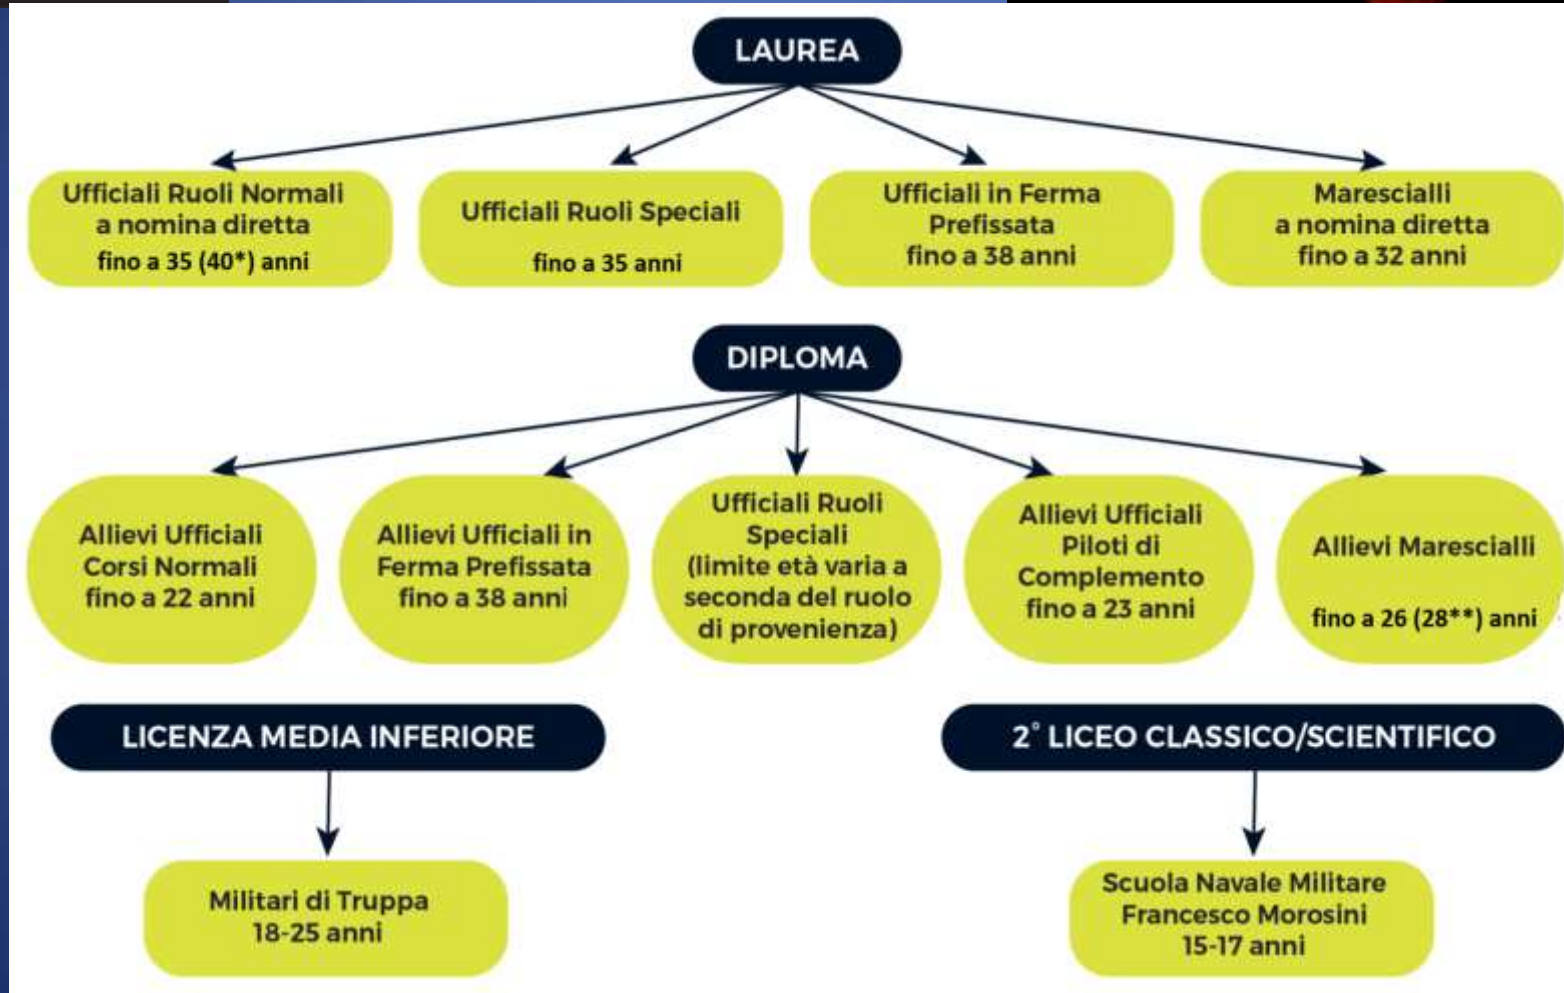 LAUREA
Ufficiali Ruoli Normali
a nomina diretta
fino a 35 (40*) anni
Ufficiali Ruoli Speciali
fino a 35 anni
Ufficiali in Ferma
Prefissata
fino a 38 anni
Marescialli
a nomina diretta
fino a 32 anni
DIPLOMA
Allievi Ufficiali
Corsi Normali
fino a 22 anni
Allievi Ufficiali in
Ferma Prefissata
fino a 38 anni
Ufficiali Ruoli
Speciali
(limite età varia a
seconda del ruolo
di provenienza)
Allievi Ufficiali
Piloti di
Complemento
fino a 23 anni
Allievi Marescialli
fino a 26 (28**) anni
LICENZA MEDIA INFERIORE
Militari di Truppa
18-25 anni
2° LICEO CLASSICO/SCIENTIFICO
Scuola Navale Militare
Francesco Morosini
15-17 anni